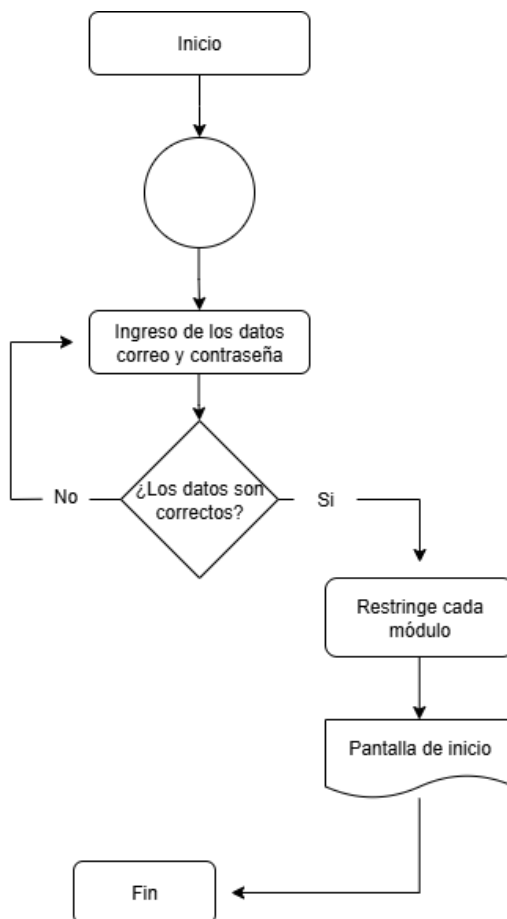 Inicio
Ingreso de los datos
correo y contraseña
¿Los datos son
correctos?
No
Si
Restringe cada
módulo
Pantalla de inicio
Fin